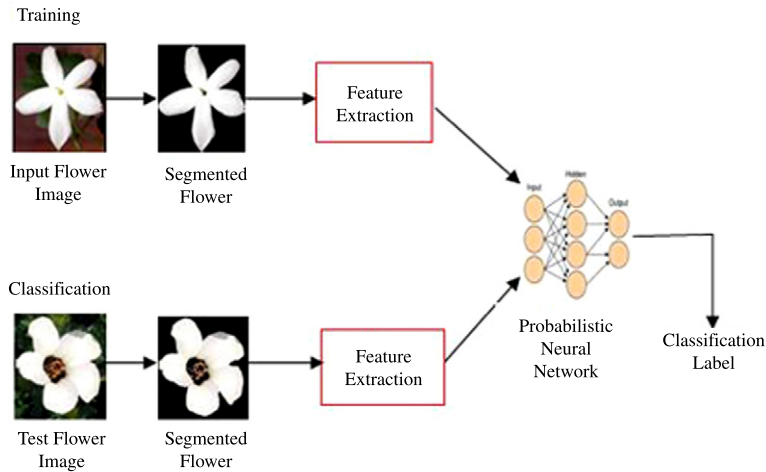 Training
Input Flower
Image
Segmented
Flower
Feature
Extraction
Input
Hidden
Output
Probabilistic
Neural
Network
Classification
Label
Classification
Test Flower
Image
Segmented
Flower
Feature
Extraction